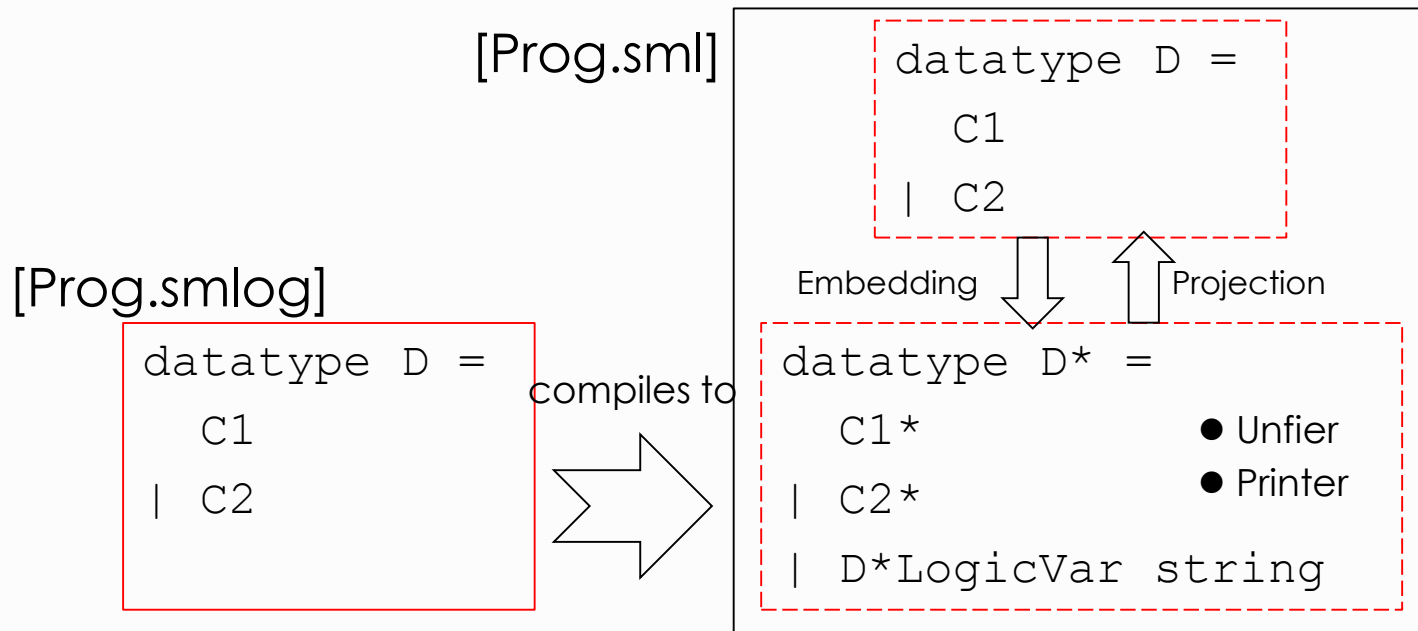 [Prog.sml]
datatype D =
C1
| C2
Embedding
Projection
[Prog.smlog]
datatype D =
C1
| C2
compiles to
datatype D* =
C1*
| C2*
| D*LogicVar string
● Unfier
● Printer